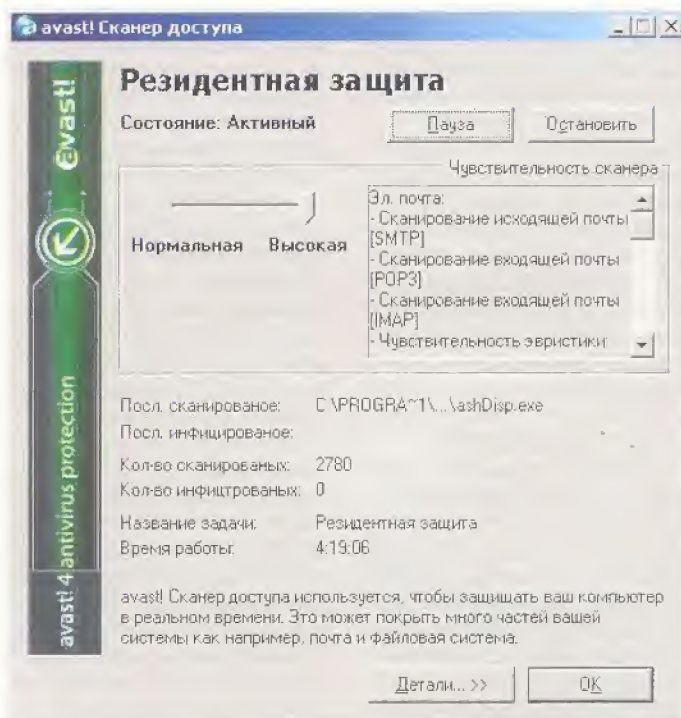 avast! Сканер доступа
avast!
avast! 4 antivirus protection
Резидентная защита
Состояние: Активный
Пауза
Остановить
Чувствительность сканера
Нормальная Высокая
Эл. почта:
- Сканирование исходящей почты
[SMTP]
- Сканирование входящей почты
[POP3]
- Сканирование входящей почты
[IMAP]
- Чувствительность эвристики
Посл. сканированое: C:\PROGRA~1\...\ashDisp.exe
Посл. инфицированое:
Кол-во сканированых: 2780
Кол-во инфицтрованых: 0
Название задачи: Резидентная защита
Время работы: 4:19:06
avast! Сканер доступа используется, чтобы защищать ваш компьютер
в реальном времени. Это может покрыть много частей вашей
системы как например, почта и файловая система.
Детали... >>
OK